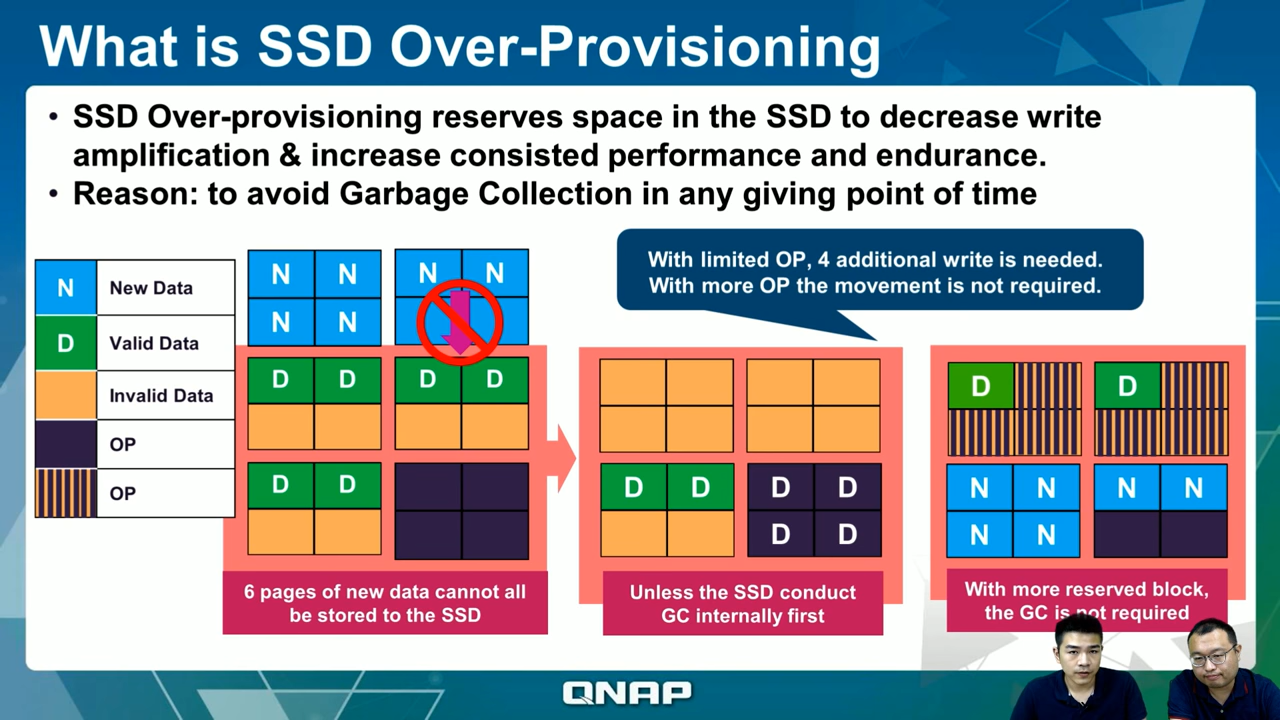 What is SSD Over-Provisioning
• SSD Over-provisioning reserves space in the SSD to decrease write
amplification & increase consisted performance and endurance.
• Reason: to avoid Garbage Collection in any giving point of time
N New Data
D Valid Data
Invalid Data
OP
OP
N N N N
N N
D D D D
D D
6 pages of new data cannot all
be stored to the SSD
With limited OP, 4 additional write is needed.
With more OP the movement is not required.
D D D D
D D
Unless the SSD conduct
GC internally first
D D
N N N N
N N
With more reserved block,
the GC is not required
QNAP